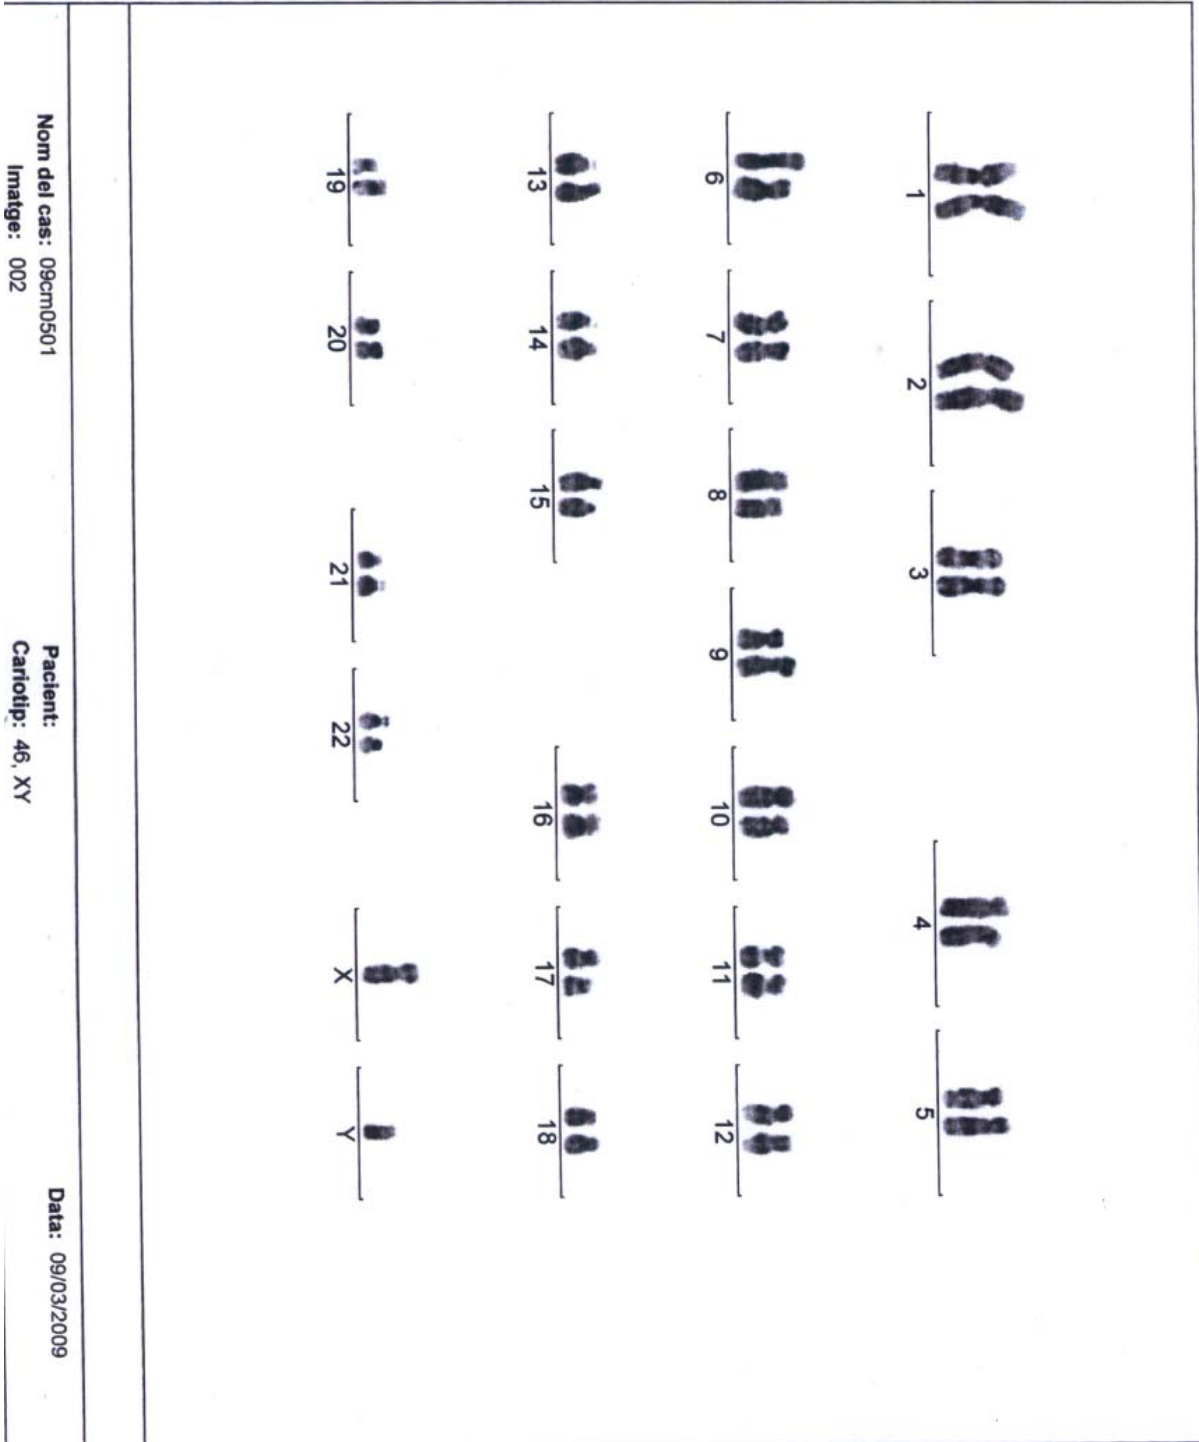 1 2 3 4 5
6 7 8 9 10 11 12
13 14 15 16 17 18
19 20 21 22 X Y
Nom del cas: 09cm0501 Pacient: Data: 09/03/2009
Imatge: 002 Cariotip: 46, XY